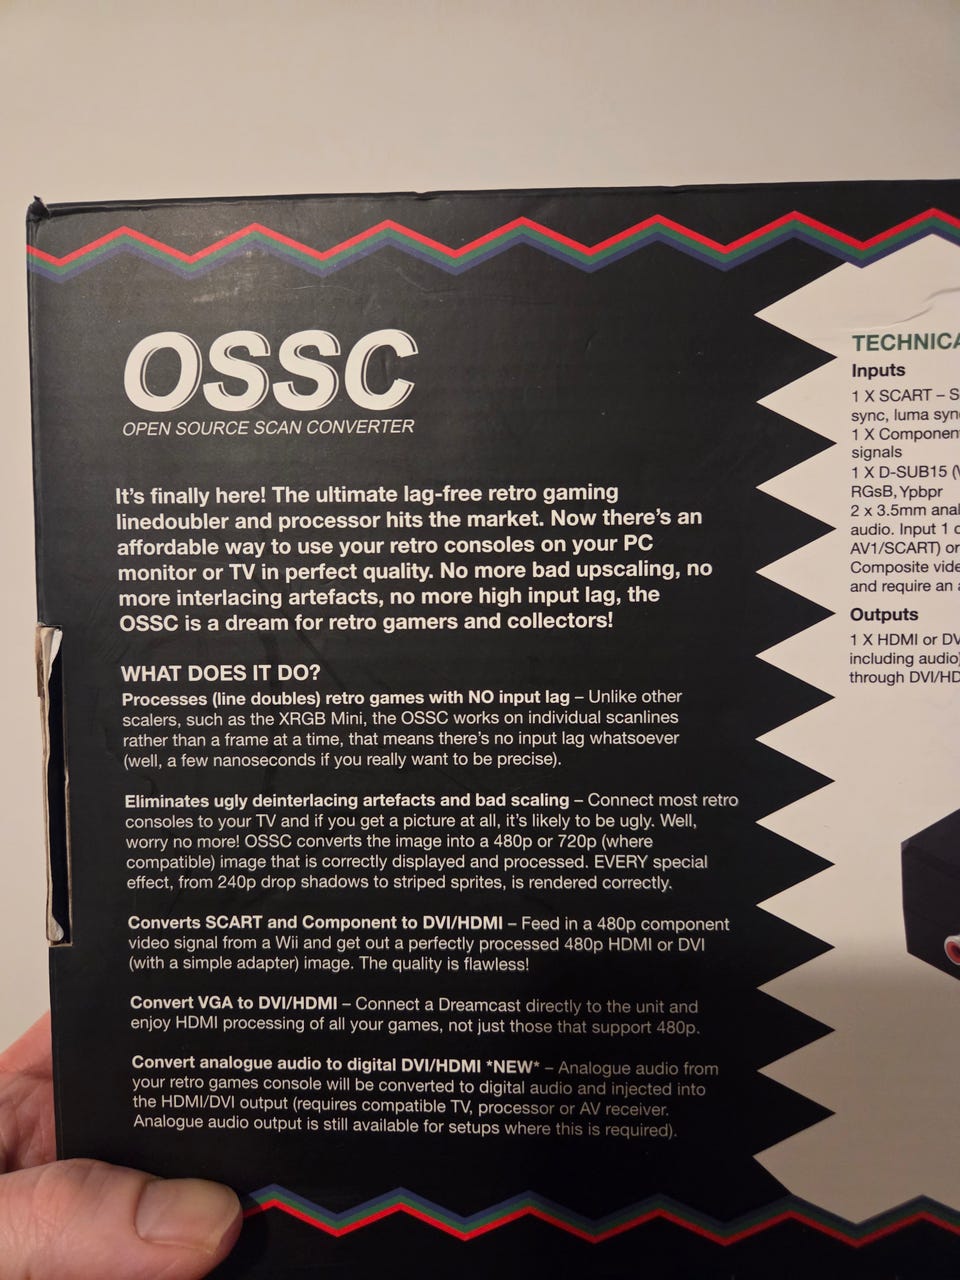 OSSC
OPEN SOURCE SCAN CONVERTER
It's finally here! The ultimate lag-free retro gaming
linedoubler and processor hits the market. Now there's an
affordable way to use your retro consoles on your PC
monitor or TV in perfect quality. No more bad upscaling, no
more interlacing artefacts, no more high input lag, the
OSSC is a dream for retro gamers and collectors!
WHAT DOES IT DO?
Processes (line doubles) retro games with NO input lag – Unlike other
scalers, such as the XRGB Mini, the OSSC works on individual scanlines
rather than a frame at a time, that means there's no input lag whatsoever
(well, a few nanoseconds if you really want to be precise).
Eliminates ugly deinterlacing artefacts and bad scaling – Connect most retro
consoles to your TV and if you get a picture at all, it's likely to be ugly. Well,
worry no more! OSSC converts the image into a 480p or 720p (where
compatible) image that is correctly displayed and processed. EVERY special
effect, from 240p drop shadows to striped sprites, is rendered correctly.
Converts SCART and Component to DVI/HDMI – Feed in a 480p component
video signal from a Wii and get out a perfectly processed 480p HDMI or DVI
(with a simple adapter) image. The quality is flawless!
Convert VGA to DVI/HDMI – Connect a Dreamcast directly to the unit and
enjoy HDMI processing of all your games, not just those that support 480p.
Convert analogue audio to digital DVI/HDMI *NEW* – Analogue audio from
your retro games console will be converted to digital audio and injected into
the HDMI/DVI output (requires compatible TV, processor or AV receiver.
Analogue audio output is still available for setups where this is required).
TECHNICA
Inputs
1 X SCART – S
sync, luma syn
1 X Componen
signals
1 X D-SUB15 (
RGsB, Ypbpr
2 x 3.5mm anal
audio. Input 1 c
AV1/SCART) or
Composite vide
and require an a
Outputs
1 X HDMI or DV
including audio)
through DVI/HD